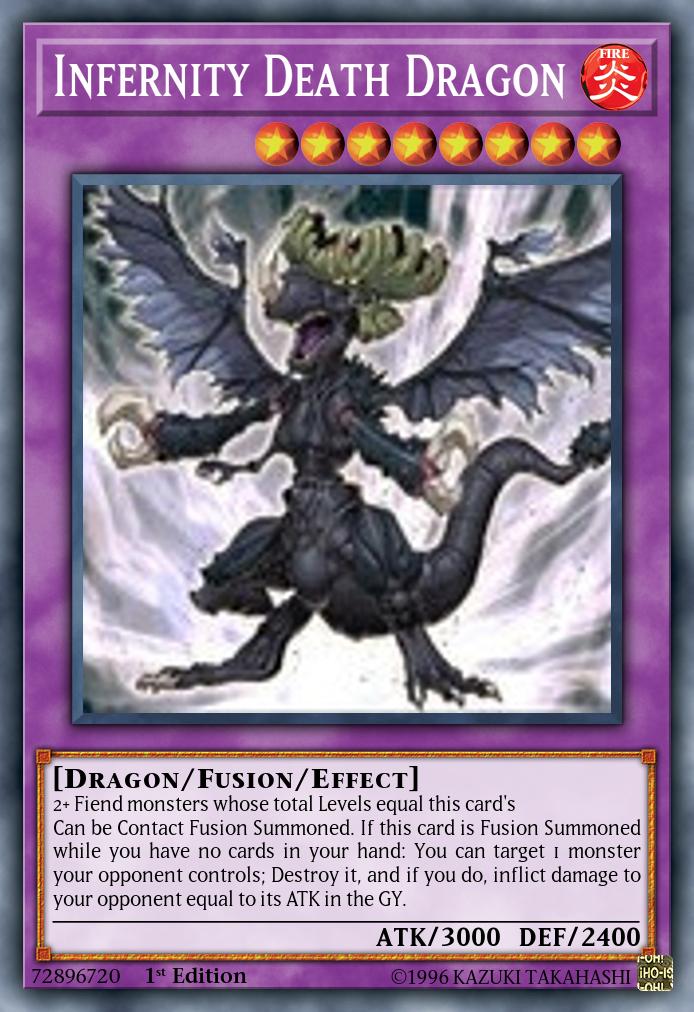 Infernity Death Dragon
FIRE
炎
[Dragon/Fusion/Effect]
2+ Fiend monsters whose total Levels equal this card's
Can be Contact Fusion Summoned. If this card is Fusion Summoned
while you have no cards in your hand: You can target 1 monster
your opponent controls; Destroy it, and if you do, inflict damage to
your opponent equal to its ATK in the GY.
ATK/3000 DEF/2400
72896720 1st Edition ©1996 KAZUKI TAKAHASHI